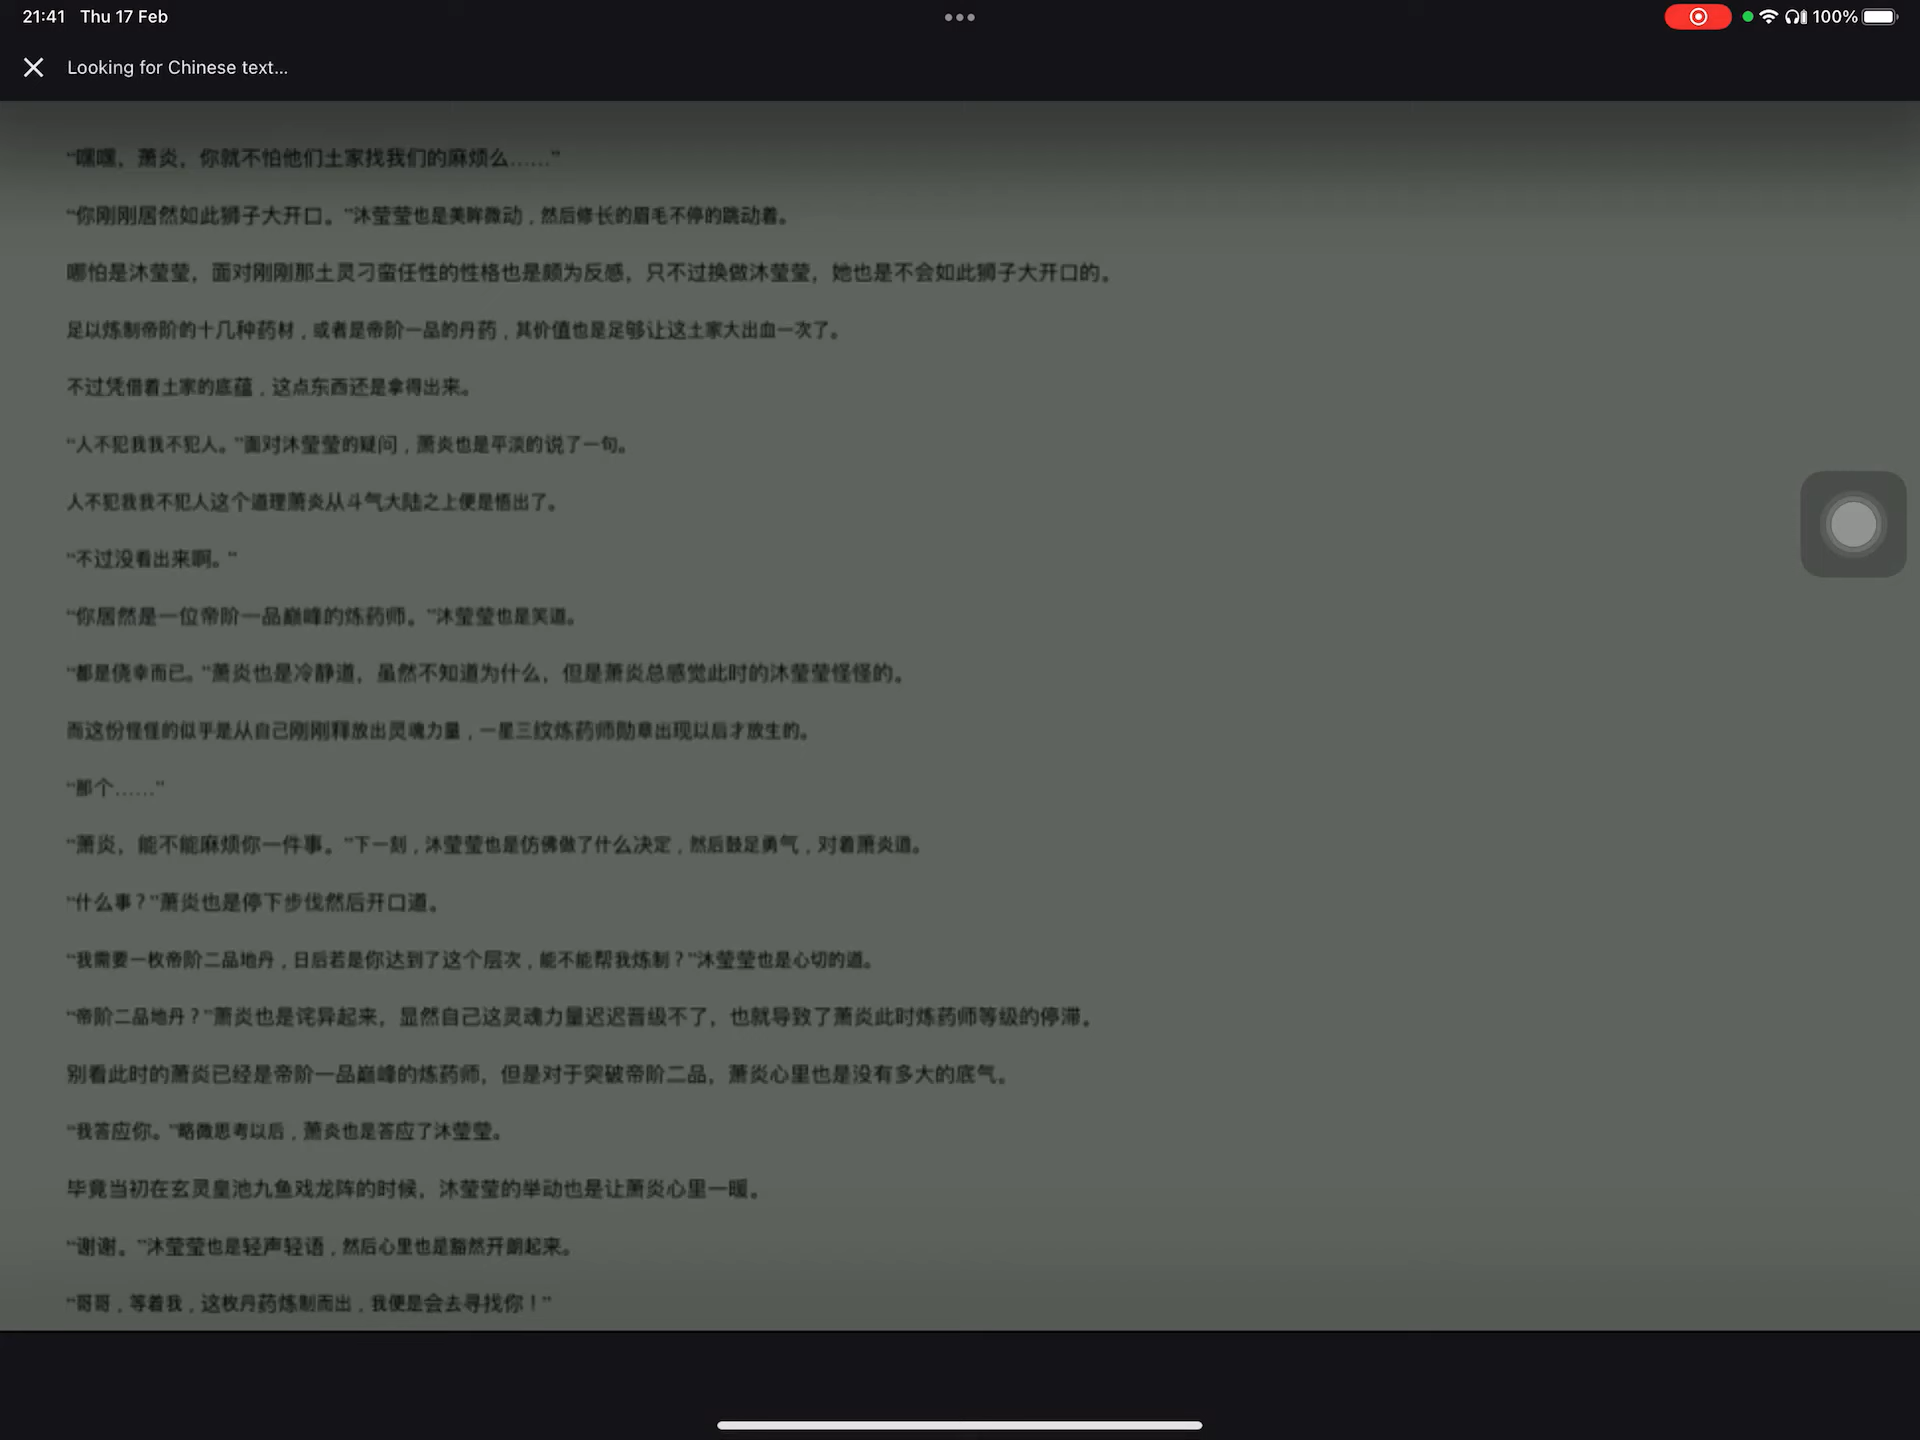 21:41 Thu 17 Feb
100%
Looking for Chinese text...
“嘿嘿，萧炎，你就不怕他们土家找我们的麻烦么……”
“你刚刚居然如此狮子大开口。”沐莹莹也是美眸微动，然后修长的眉毛不停的跳动着。
哪怕是沐莹莹，面对刚刚那土灵刁蛮任性的性格也是颇为反感，只不过换做沐莹莹，她也是不会如此狮子大开口的。
足以炼制帝阶的十几种药材，或者是帝阶一品的丹药，其价值也是足够让这土家大出血一次了。
不过凭借着土家的底蕴，这点东西还是拿得出来。
“人不犯我我不犯人。”面对沐莹莹的疑问，萧炎也是平淡的说了一句。
人不犯我我不犯人这个道理萧炎从斗气大陆之上便是悟出了。
“不过没看出来啊。”
“你居然是一位帝阶一品巅峰的炼药师。”沐莹莹也是笑道。
“都是侥幸而已。”萧炎也是冷静道，虽然不知道为什么，但是萧炎总感觉此时的沐莹莹怪怪的。
而这份怪怪的似乎是从自己刚刚释放出灵魂力量，一星三纹炼药师勋章出现以后才放生的。
“那个……”
“萧炎，能不能麻烦你一件事。”下一刻，沐莹莹也是仿佛做了什么决定，然后鼓足勇气，对着萧炎道。
“什么事？”萧炎也是停下步伐然后开口道。
“我需要一枚帝阶二品地丹，日后若是你达到了这个层次，能不能帮我炼制？”沐莹莹也是心切的道。
“帝阶二品地丹？”萧炎也是诧异起来，显然自己这灵魂力量迟迟晋级不了，也就导致了萧炎此时炼药师等级的停滞。
别看此时的萧炎已经是帝阶一品巅峰的炼药师，但是对于突破帝阶二品，萧炎心里也是没有多大的底气。
“我答应你。”略微思考以后，萧炎也是答应了沐莹莹。
毕竟当初在玄灵皇池九鱼戏龙阵的时候，沐莹莹的举动也是让萧炎心里一暖。
“谢谢。”沐莹莹也是轻声轻语，然后心里也是豁然开朗起来。
“哥哥，等着我，这枚丹药炼制而出，我便是会去寻找你！”